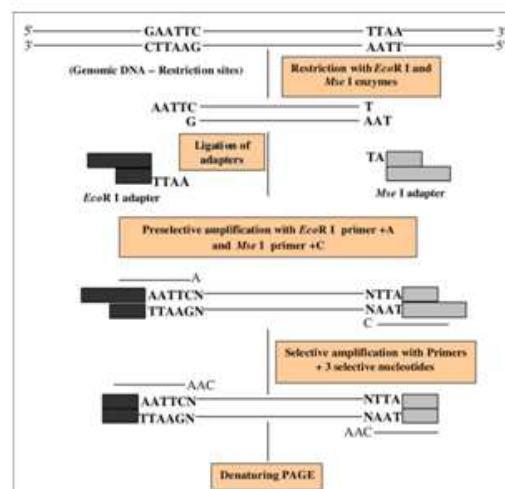 5' GAATTC TTAA 3'
3' CTTAAG AATT 5'
(Genomic DNA – Restriction sites)
Restriction with EcoR I and
Mse I enzymes
AATTC T
G AAT
Ligation of
adapters
TTAA
EcoR I adapter
TA
Mse I adapter
Preselective amplification with EcoR I primer +A
and Mse I primer +C
A
AATTCN NTTA
TTAAGN NAAT
C
Selective amplification with Primers
+ 3 selective nucleotides
AAC
AATTCN NTTA
TTAAGN NAAT
AAC
Denaturing PAGE